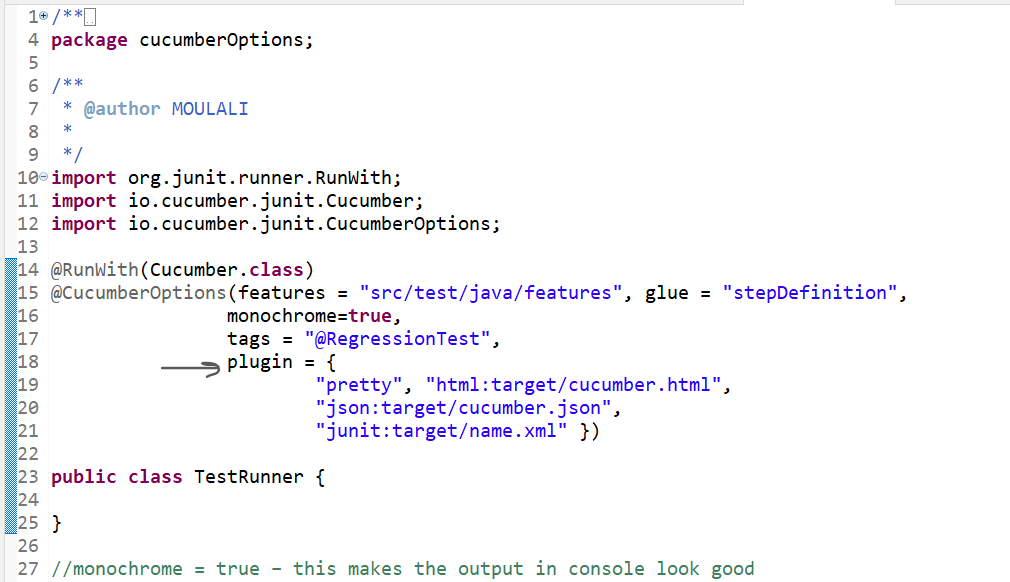 1 /**
4 package cucumberOptions;
5
6 /**
7  * @author MOULALI
8  *
9  */
10 import org.junit.runner.RunWith;
11 import io.cucumber.junit.Cucumber;
12 import io.cucumber.junit.CucumberOptions;
13
14 @RunWith(Cucumber.class)
15 @CucumberOptions(features = "src/test/java/features", glue = "stepDefinition",
16                 monochrome=true,
17                 tags = "@RegressionTest",
18                 plugin = {
19                         "pretty", "html:target/cucumber.html",
20                         "json:target/cucumber.json",
21                         "junit:target/name.xml" })
22
23 public class TestRunner {
24
25 }
26
27 //monochrome = true – this makes the output in console look good